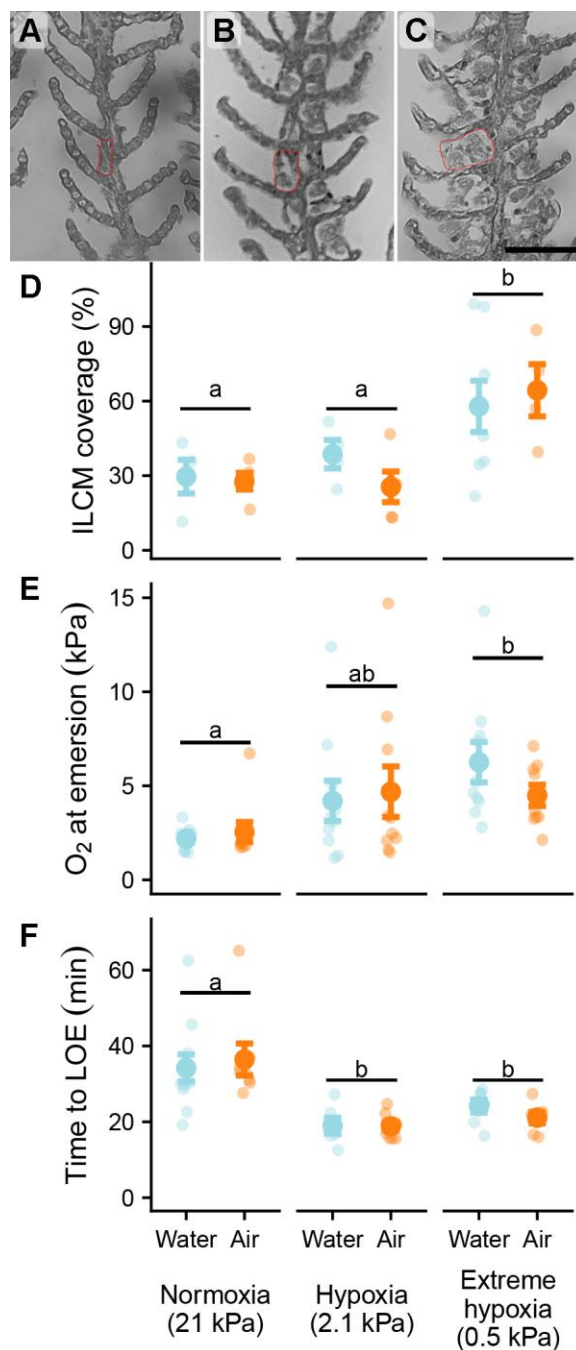 A B C
D
ILCM coverage (%)
90
60
30
0
a a b
E
O₂ at emersion (kPa)
15
10
5
0
a ab b
F
Time to LOE (min)
60
40
20
0
a b b
Water Air Water Air Water Air
Normoxia
(21 kPa)
Hypoxia
(2.1 kPa)
Extreme
hypoxia
(0.5 kPa)